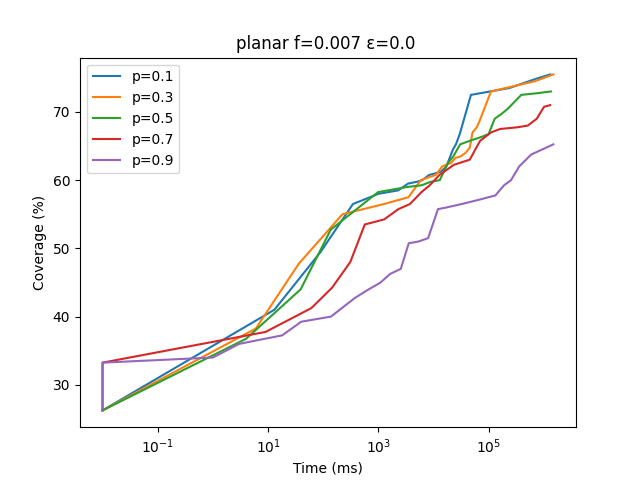 planar f=0.007 ε=0.0
p=0.1
p=0.3
p=0.5
p=0.7
p=0.9
Coverage (%)
70
60
50
40
30
10⁻¹
10¹
10³
10⁵
Time (ms)